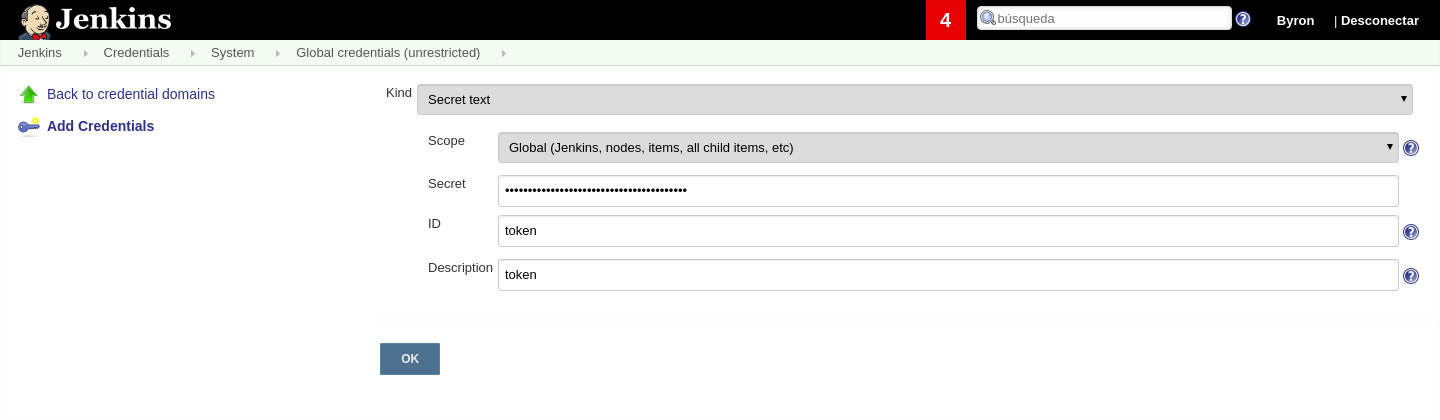 Jenkins
4
búsqueda
Byron | Desconectar
Jenkins Credentials System Global credentials (unrestricted)
Back to credential domains
Add Credentials
Kind Secret text
Scope Global (Jenkins, nodes, items, all child items, etc)
Secret ••••••••••••••••••••••••••••••••••••••••
ID token
Description token
OK